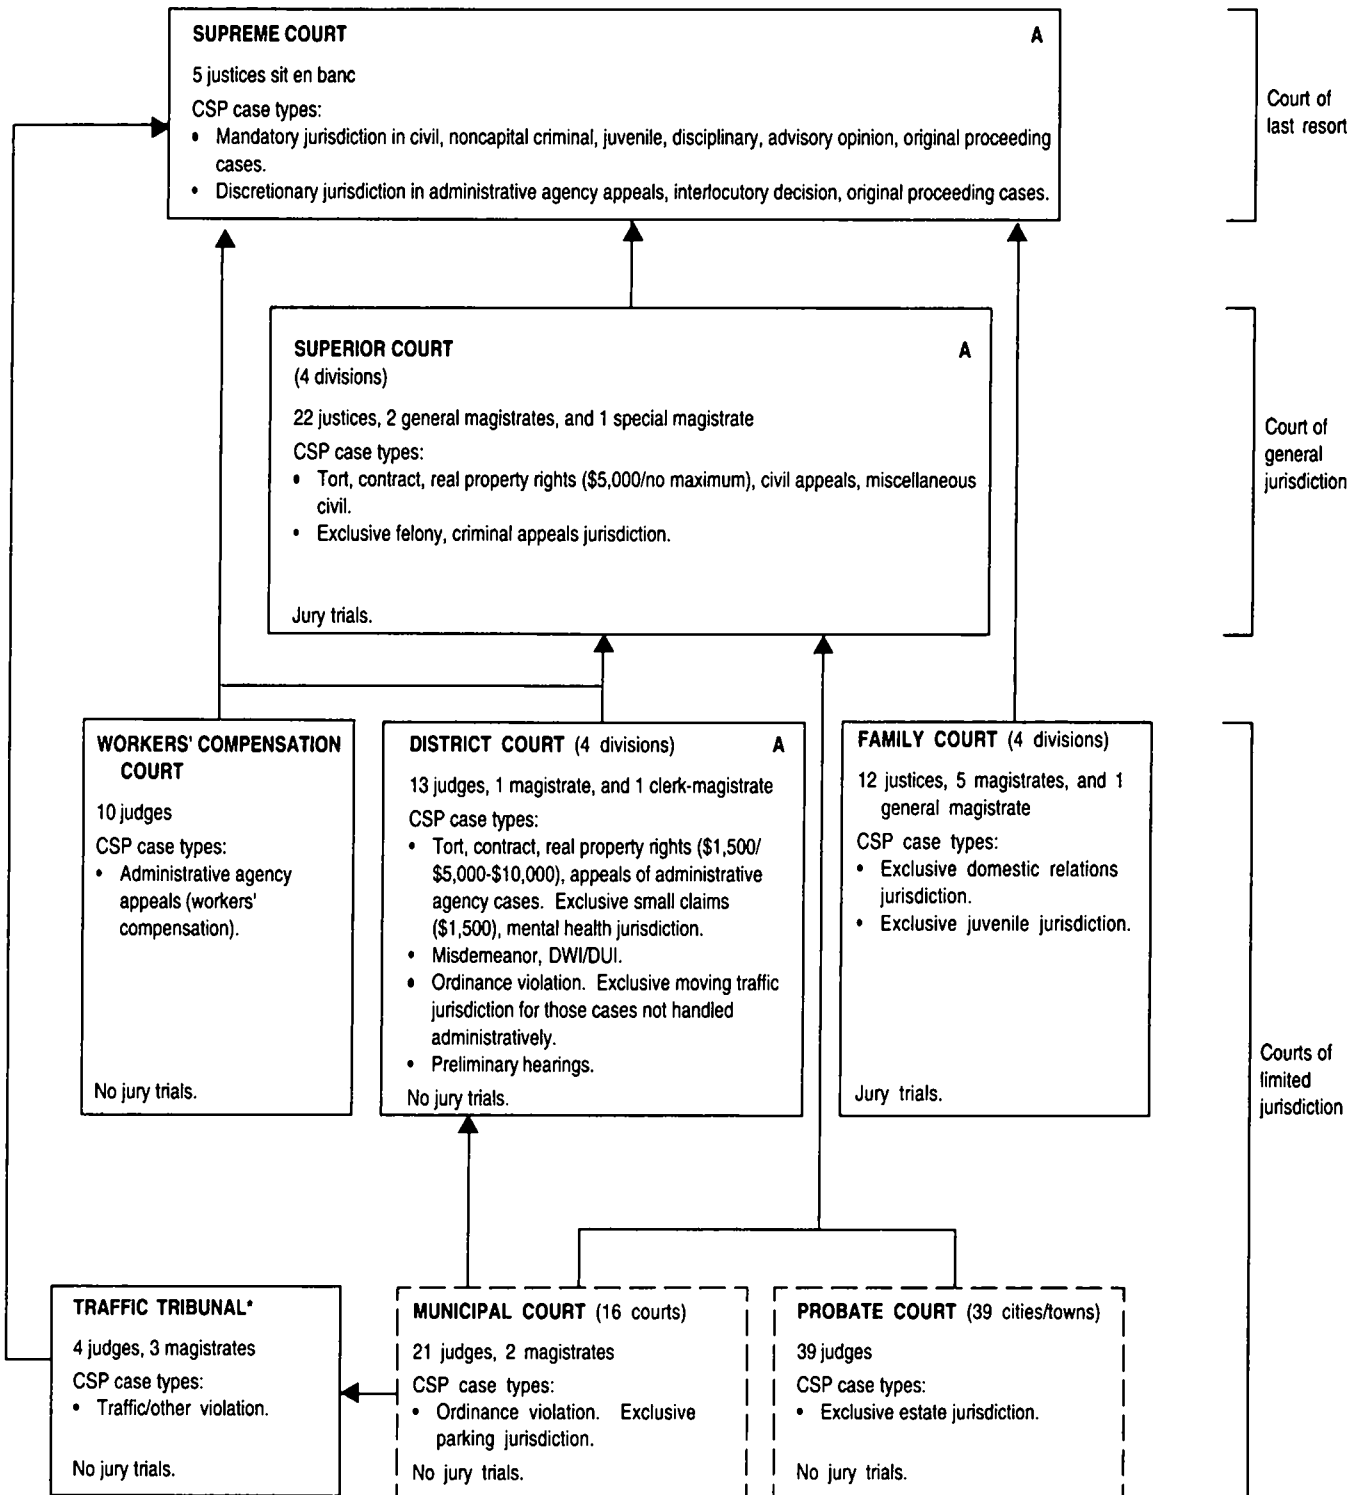 SUPREME COURT A
5 justices sit en banc
CSP case types:
• Mandatory jurisdiction in civil, noncapital criminal, juvenile, disciplinary, advisory opinion, original proceeding
cases.
• Discretionary jurisdiction in administrative agency appeals, interlocutory decision, original proceeding cases.
Court of
last resort
SUPERIOR COURT A
(4 divisions)
22 justices, 2 general magistrates, and 1 special magistrate
CSP case types:
• Tort, contract, real property rights ($5,000/no maximum), civil appeals, miscellaneous
civil.
• Exclusive felony, criminal appeals jurisdiction.
Jury trials.
Court of
general
jurisdiction
WORKERS' COMPENSATION
COURT
10 judges
CSP case types:
• Administrative agency
appeals (workers'
compensation).
No jury trials.
DISTRICT COURT (4 divisions) A
13 judges, 1 magistrate, and 1 clerk-magistrate
CSP case types:
• Tort, contract, real property rights ($1,500/
$5,000-$10,000), appeals of administrative
agency cases. Exclusive small claims
($1,500), mental health jurisdiction.
• Misdemeanor, DWI/DUI.
• Ordinance violation. Exclusive moving traffic
jurisdiction for those cases not handled
administratively.
• Preliminary hearings.
No jury trials.
FAMILY COURT (4 divisions)
12 justices, 5 magistrates, and 1
general magistrate
CSP case types:
• Exclusive domestic relations
jurisdiction.
• Exclusive juvenile jurisdiction.
Jury trials.
Courts of
limited
jurisdiction
TRAFFIC TRIBUNAL*
4 judges, 3 magistrates
CSP case types:
• Traffic/other violation.
No jury trials.
MUNICIPAL COURT (16 courts)
21 judges, 2 magistrates
CSP case types:
• Ordinance violation. Exclusive
parking jurisdiction.
No jury trials.
PROBATE COURT (39 cities/towns)
39 judges
CSP case types:
• Exclusive estate jurisdiction.
No jury trials.